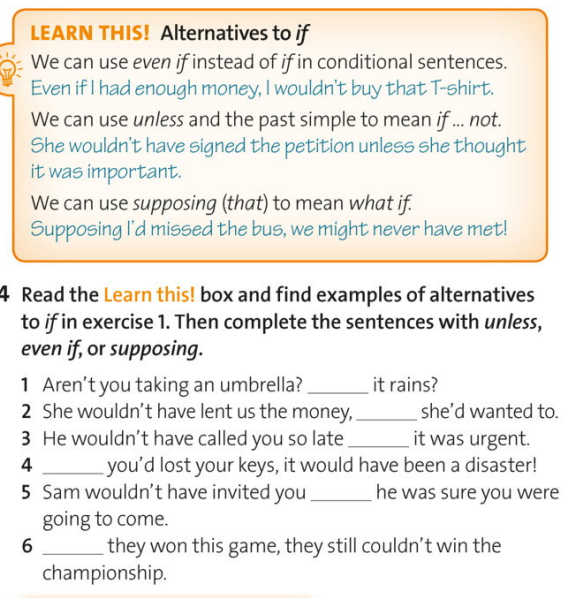 LEARN THIS! Alternatives to if
We can use even if instead of if in conditional sentences.
Even if I had enough money, I wouldn't buy that T-shirt.
We can use unless and the past simple to mean if ... not.
She wouldn't have signed the petition unless she thought
it was important.
We can use supposing (that) to mean what if.
Supposing I'd missed the bus, we might never have met!
4 Read the Learn this! box and find examples of alternatives
to if in exercise 1. Then complete the sentences with unless,
even if, or supposing.
1 Aren't you taking an umbrella? ______ it rains?
2 She wouldn't have lent us the money, ______ she'd wanted to.
3 He wouldn't have called you so late ______ it was urgent.
4 ______ you'd lost your keys, it would have been a disaster!
5 Sam wouldn't have invited you ______ he was sure you were
going to come.
6 ______ they won this game, they still couldn't win the
championship.